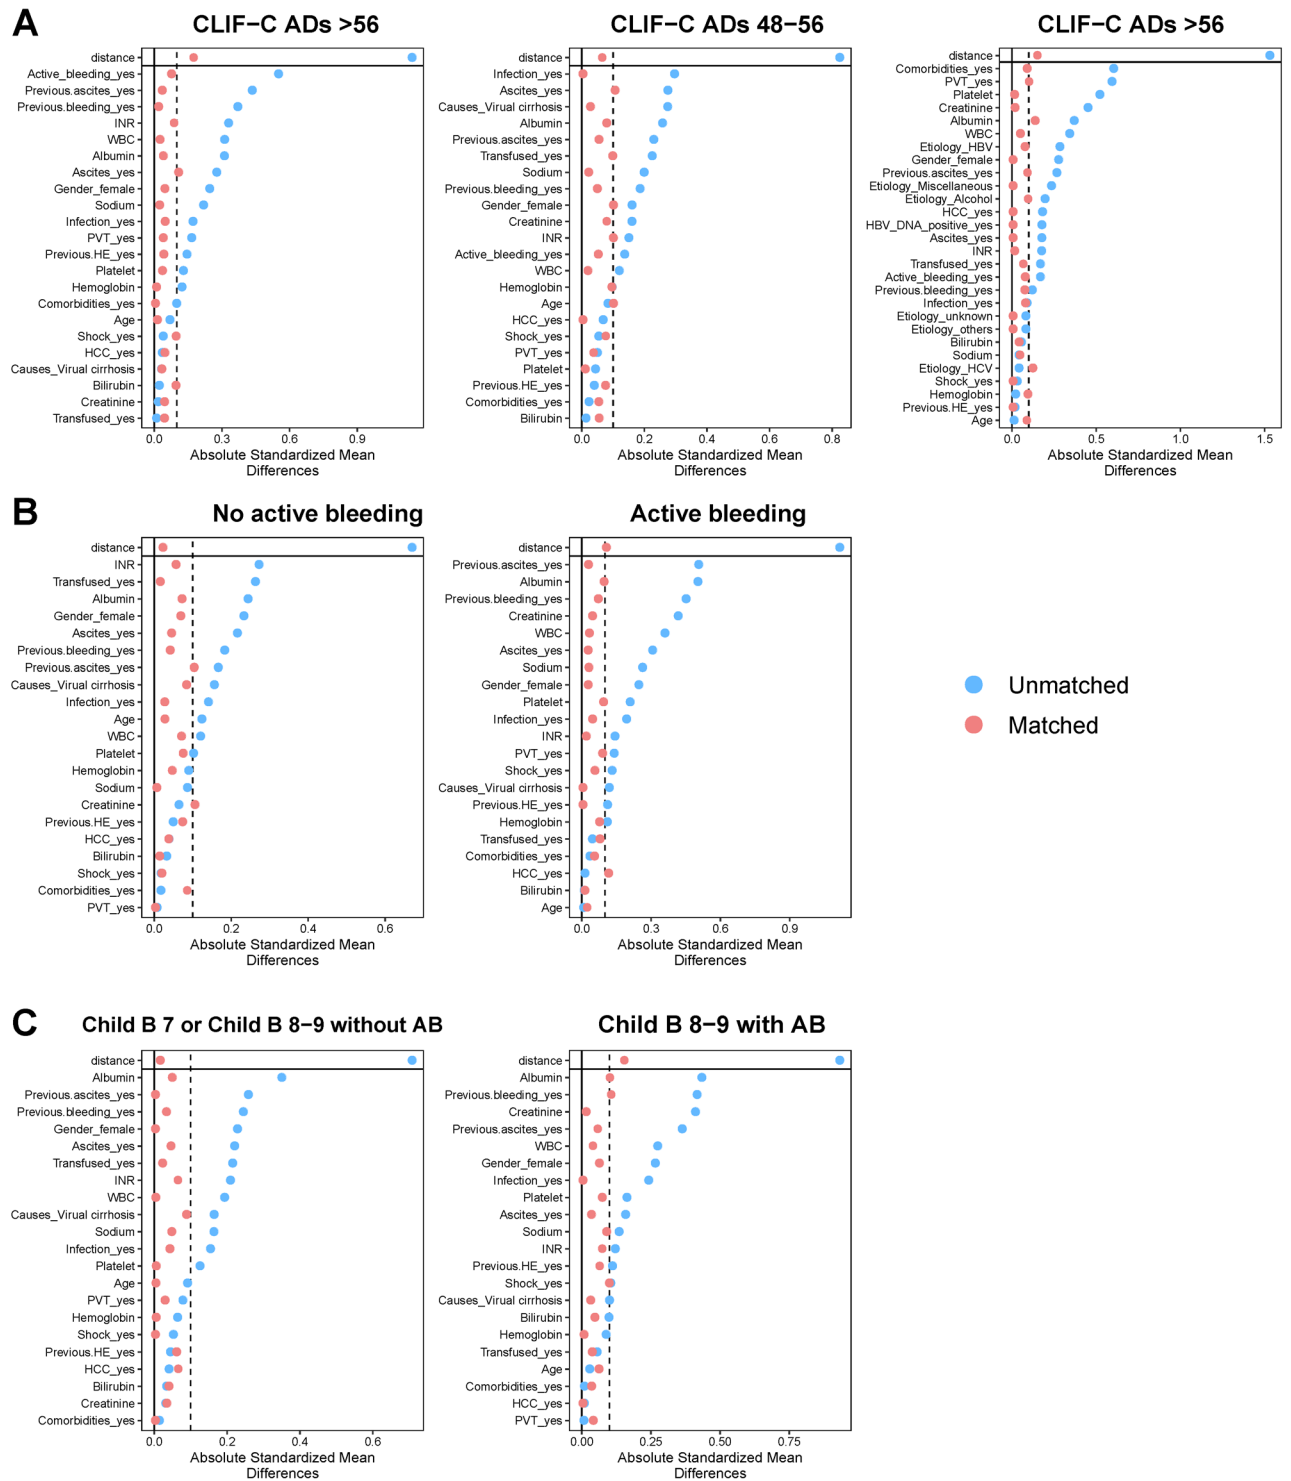 A
CLIF−C ADs >56
distance
Active_bleeding_yes
Previous.ascites_yes
Previous.bleeding_yes
INR
WBC
Albumin
Ascites_yes
Gender_female
Sodium
Infection_yes
PVT_yes
Previous.HE_yes
Platelet
Hemoglobin
Comorbidities_yes
Age
Shock_yes
HCC_yes
Causes_Virual cirrhosis
Bilirubin
Creatinine
Transfused_yes
0.0 0.3 0.6 0.9
Absolute Standardized Mean
Differences
CLIF−C ADs 48−56
distance
Infection_yes
Ascites_yes
Causes_Virual cirrhosis
Albumin
Previous.ascites_yes
Transfused_yes
Sodium
Previous.bleeding_yes
Gender_female
Creatinine
INR
Active_bleeding_yes
WBC
Hemoglobin
Age
HCC_yes
Shock_yes
PVT_yes
Platelet
Previous.HE_yes
Comorbidities_yes
Bilirubin
0.0 0.2 0.4 0.6 0.8
Absolute Standardized Mean
Differences
CLIF−C ADs >56
distance
Comorbidities_yes
PVT_yes
Platelet
Creatinine
Albumin
WBC
Etiology_HBV
Gender_female
Previous.ascites_yes
Etiology_Miscellaneous
Etiology_Alcohol
HCC_yes
HBV_DNA_positive_yes
Ascites_yes
INR
Transfused_yes
Active_bleeding_yes
Previous.bleeding_yes
Infection_yes
Etiology_unknown
Etiology_others
Bilirubin
Sodium
Etiology_HCV
Shock_yes
Hemoglobin
Previous.HE_yes
Age
0.0 0.5 1.0 1.5
Absolute Standardized Mean
Differences
B
No active bleeding
distance
INR
Transfused_yes
Albumin
Gender_female
Ascites_yes
Previous.bleeding_yes
Previous.ascites_yes
Causes_Virual cirrhosis
Infection_yes
Age
WBC
Platelet
Hemoglobin
Sodium
Creatinine
Previous.HE_yes
HCC_yes
Bilirubin
Shock_yes
Comorbidities_yes
PVT_yes
0.0 0.2 0.4 0.6
Absolute Standardized Mean
Differences
Active bleeding
distance
Previous.ascites_yes
Albumin
Previous.bleeding_yes
Creatinine
WBC
Ascites_yes
Sodium
Gender_female
Platelet
Infection_yes
INR
PVT_yes
Shock_yes
Causes_Virual cirrhosis
Previous.HE_yes
Hemoglobin
Transfused_yes
Comorbidities_yes
HCC_yes
Bilirubin
Age
0.0 0.3 0.6 0.9
Absolute Standardized Mean
Differences
Unmatched
Matched
C
Child B 7 or Child B 8−9 without AB
distance
Albumin
Previous.ascites_yes
Previous.bleeding_yes
Gender_female
Ascites_yes
Transfused_yes
INR
WBC
Causes_Virual cirrhosis
Sodium
Infection_yes
Platelet
Age
PVT_yes
Hemoglobin
Shock_yes
Previous.HE_yes
HCC_yes
Bilirubin
Creatinine
Comorbidities_yes
0.0 0.2 0.4 0.6
Absolute Standardized Mean
Differences
Child B 8−9 with AB
distance
Albumin
Previous.bleeding_yes
Creatinine
Previous.ascites_yes
WBC
Gender_female
Infection_yes
Platelet
Ascites_yes
Sodium
INR
Previous.HE_yes
Shock_yes
Causes_Virual cirrhosis
Bilirubin
Hemoglobin
Transfused_yes
Age
Comorbidities_yes
HCC_yes
PVT_yes
0.00 0.25 0.50 0.75
Absolute Standardized Mean
Differences